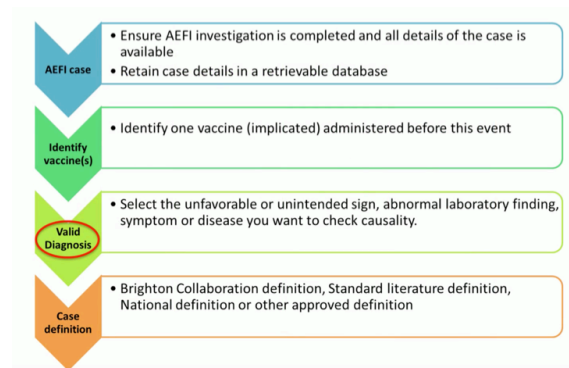 AEFI case
• Ensure AEFI investigation is completed and all details of the case is
available
• Retain case details in a retrievable database
Identify
vaccine(s)
• Identify one vaccine (implicated) administered before this event
Valid
Diagnosis
• Select the unfavorable or unintended sign, abnormal laboratory finding,
symptom or disease you want to check causality.
Case
definition
• Brighton Collaboration definition, Standard literature definition,
National definition or other approved definition